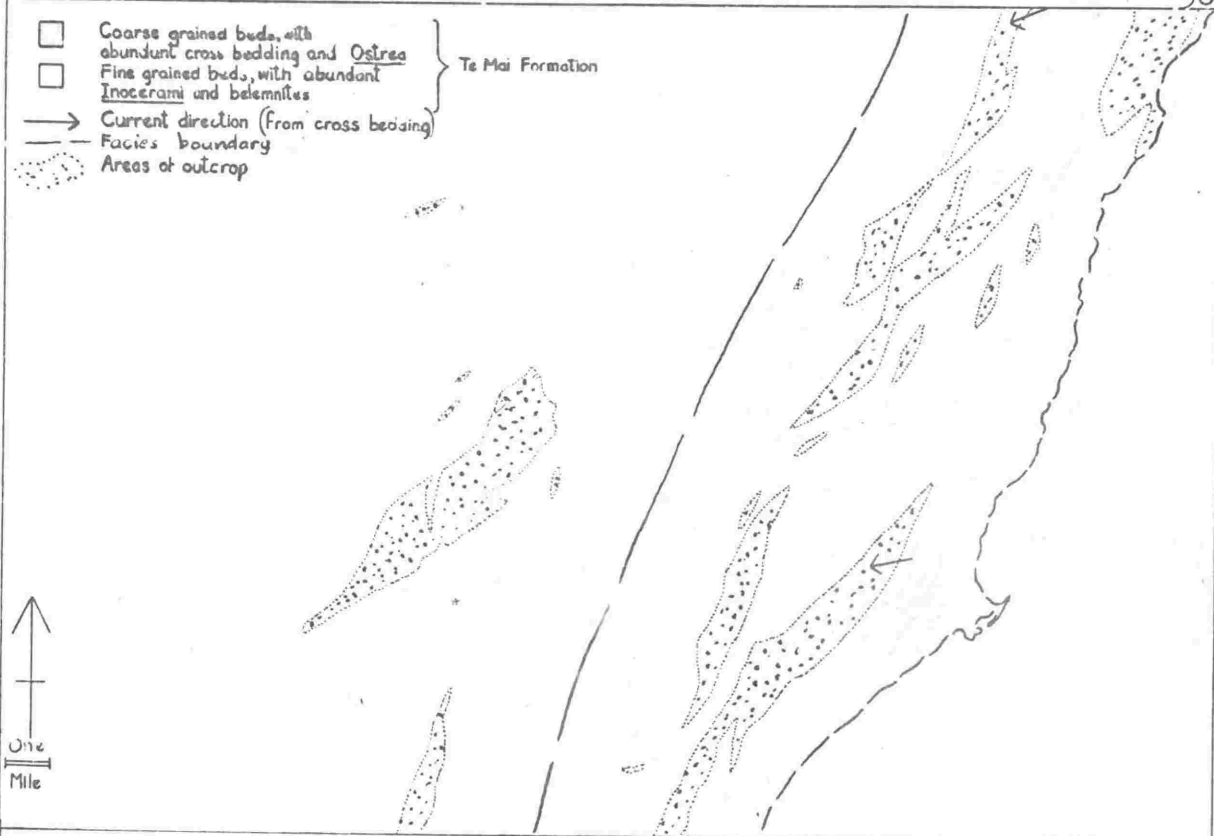 Coarse grained beds, with
abundant cross bedding and Ostrea
Fine grained beds, with abundant
Inocerami and belemnites
Te Mai Formation
Current direction (from cross bedding)
Facies boundary
Areas of outcrop
One
Mile